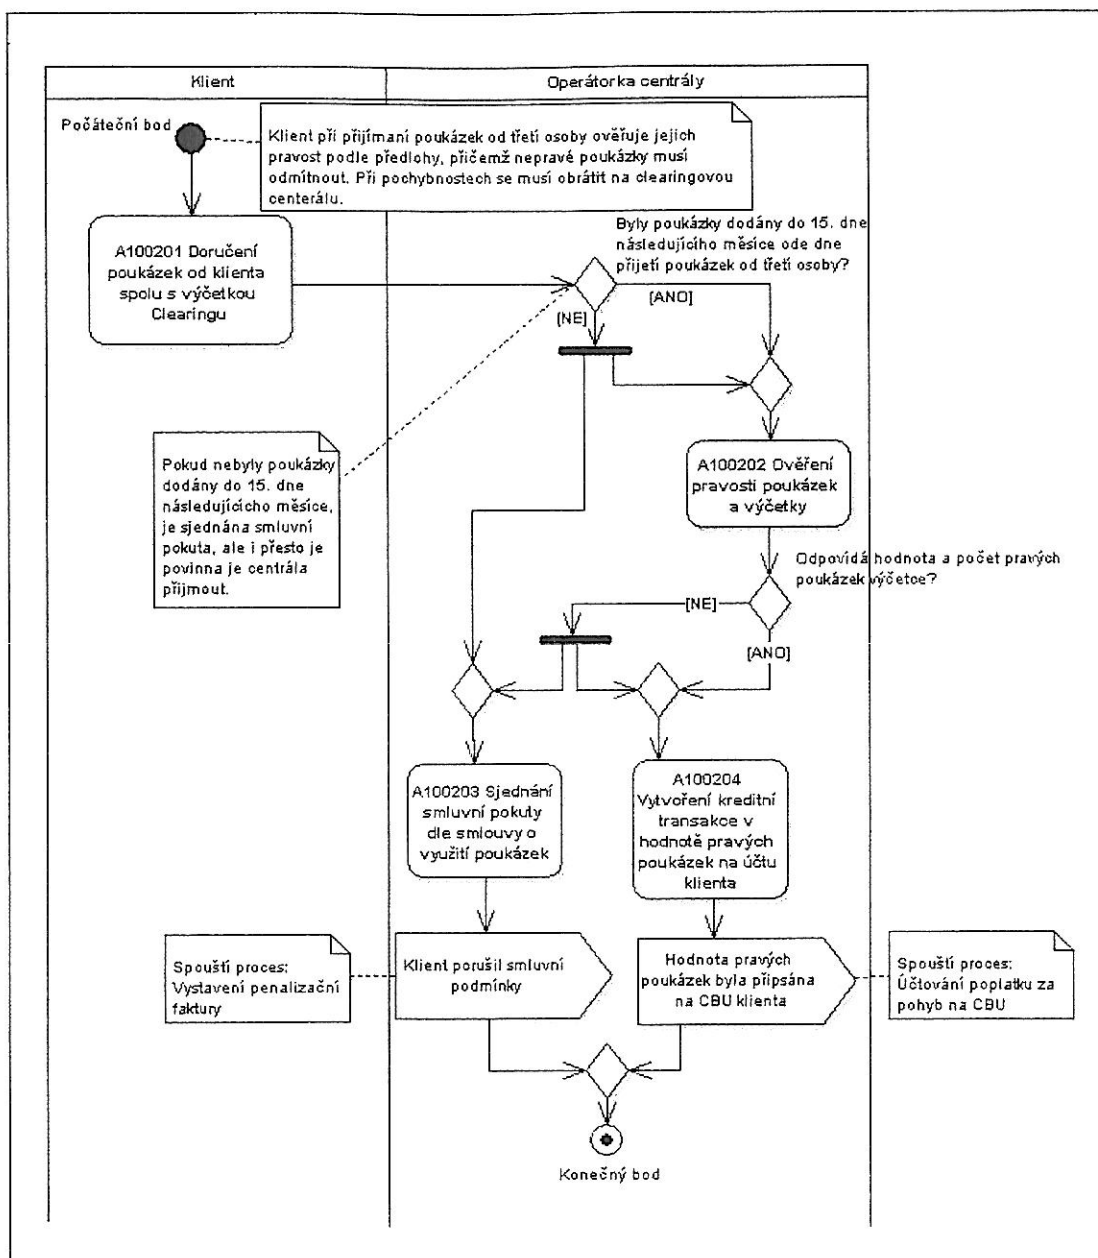 Klient
Operátorka centrály
Počáteční bod
Klient při přijímaní poukázek od třetí osoby ověřuje jejich
pravost podle předlohy, přičemž nepravé poukázky musí
odmítnout. Při pochybnostech se musí obrátit na clearingovou
centerálu.
A100201 Doručení
poukázek od klienta
spolu s výčetkou
Clearingu
Byly poukázky dodány do 15. dne
následujícího měsíce ode dne
přijetí poukázek od třetí osoby?
[ANO]
[NE]
Pokud nebyly poukázky
dodány do 15. dne
následujícícho měsíce,
je sjednána smluvní
pokuta, ale i přesto je
povinna je centrála
přijmout.
A100202 Ověření
pravosti poukázek
a výčetky
Odpovídá hodnota a počet pravých
poukázek výčetce?
[NE]
[ANO]
A100203 Sjednání
smluvní pokuty
dle smlouvy o
využití poukázek
A100204
Vytvoření kreditní
transakce v
hodnotě pravých
poukázek na účtu
klienta
Spouští proces:
Vystavení penalizační
faktury
Klient porušil smluvní
podmínky
Hodnota pravých
poukázek byla připsána
na CBU klienta
Spouští proces:
Účtování poplatku za
pohyb na CBU
Konečný bod